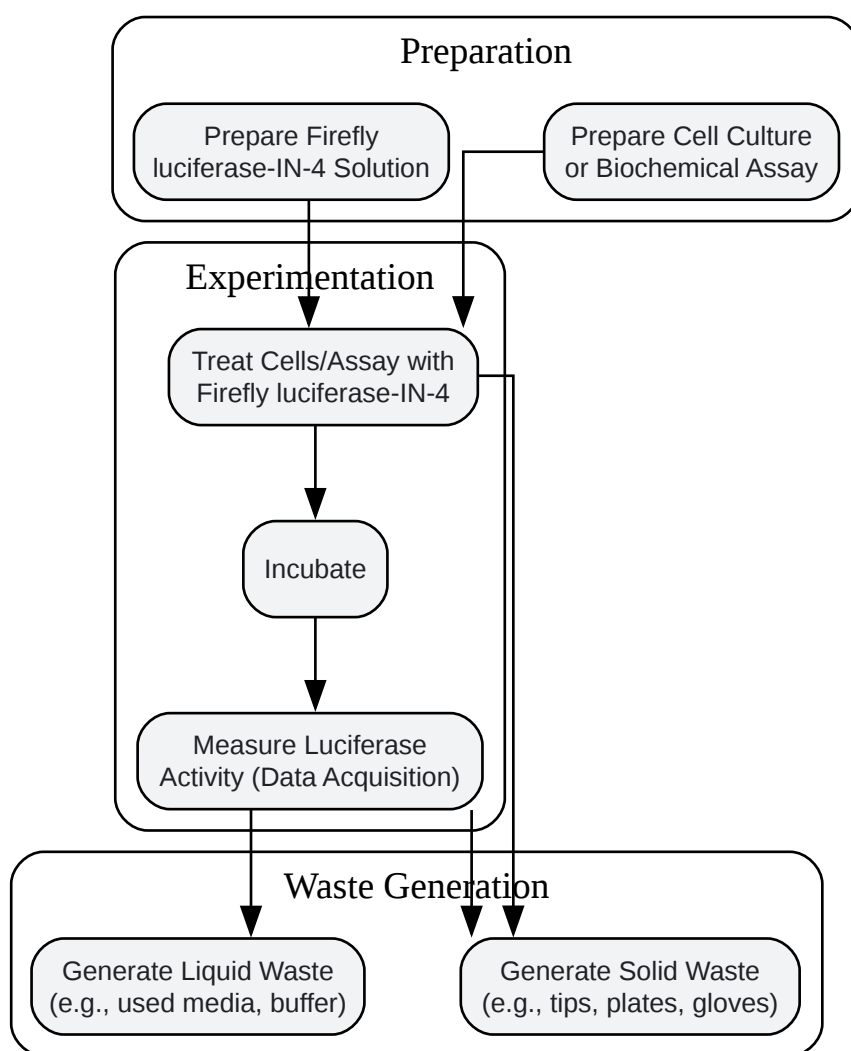 Preparation
Prepare Firefly
luciferase-IN-4 Solution
Prepare Cell Culture
or Biochemical Assay
Experimentation
Treat Cells/Assay with
Firefly luciferase-IN-4
Incubate
Measure Luciferase
Activity (Data Acquisition)
Waste Generation
Generate Liquid Waste
(e.g., used media, buffer)
Generate Solid Waste
(e.g., tips, plates, gloves)